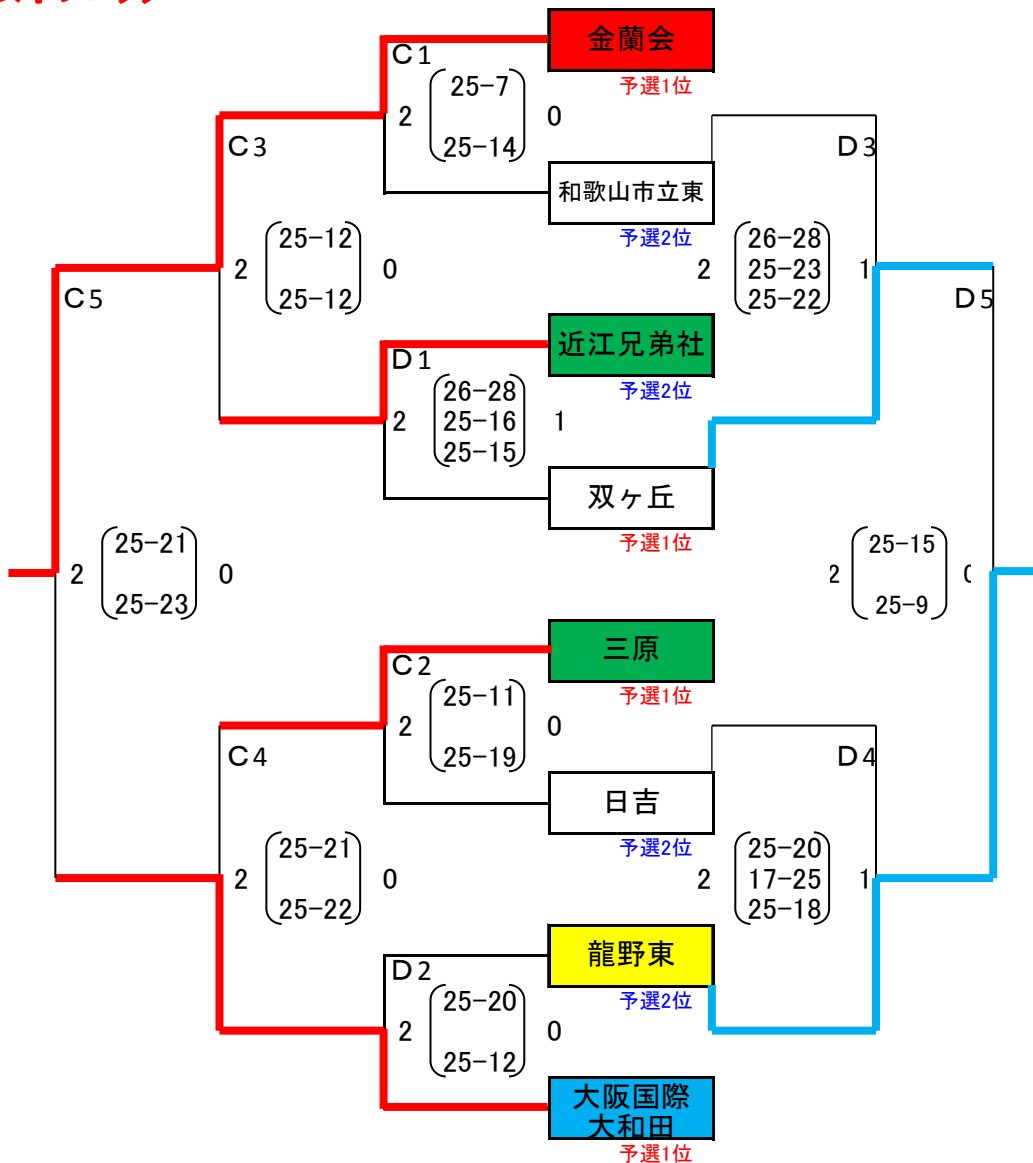 金蘭会
予選1位
C1
25-7
2
0
25-14
和歌山市立東
予選2位
C3
25-12
2
0
25-12
D3
26-28
2
25-23
1
25-22
近江兄弟社
予選2位
D1
26-28
2
25-16
1
25-15
双ヶ丘
予選1位
C5
25-21
2
0
25-23
D5
25-15
2
0
25-9
三原
予選1位
C2
25-11
2
0
25-19
日吉
予選2位
C4
25-21
2
0
25-22
D4
25-20
2
17-25
1
25-18
龍野東
予選2位
D2
25-20
2
0
25-12
大阪国際
大和田
予選1位